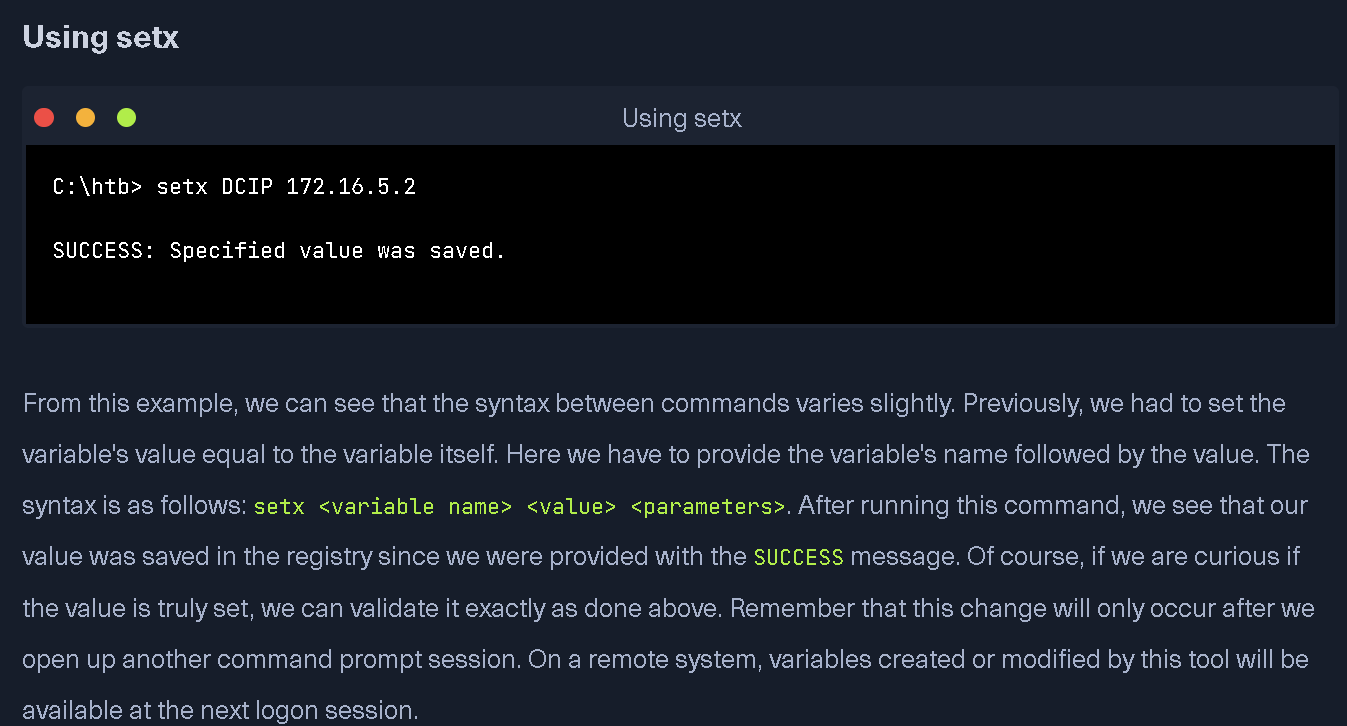 Using setx
Using setx
C:\htb> setx DCIP 172.16.5.2
SUCCESS: Specified value was saved.
From this example, we can see that the syntax between commands varies slightly. Previously, we had to set the
variable's value equal to the variable itself. Here we have to provide the variable's name followed by the value. The
syntax is as follows: setx <variable name> <value> <parameters>. After running this command, we see that our
value was saved in the registry since we were provided with the SUCCESS message. Of course, if we are curious if
the value is truly set, we can validate it exactly as done above. Remember that this change will only occur after we
open up another command prompt session. On a remote system, variables created or modified by this tool will be
available at the next logon session.